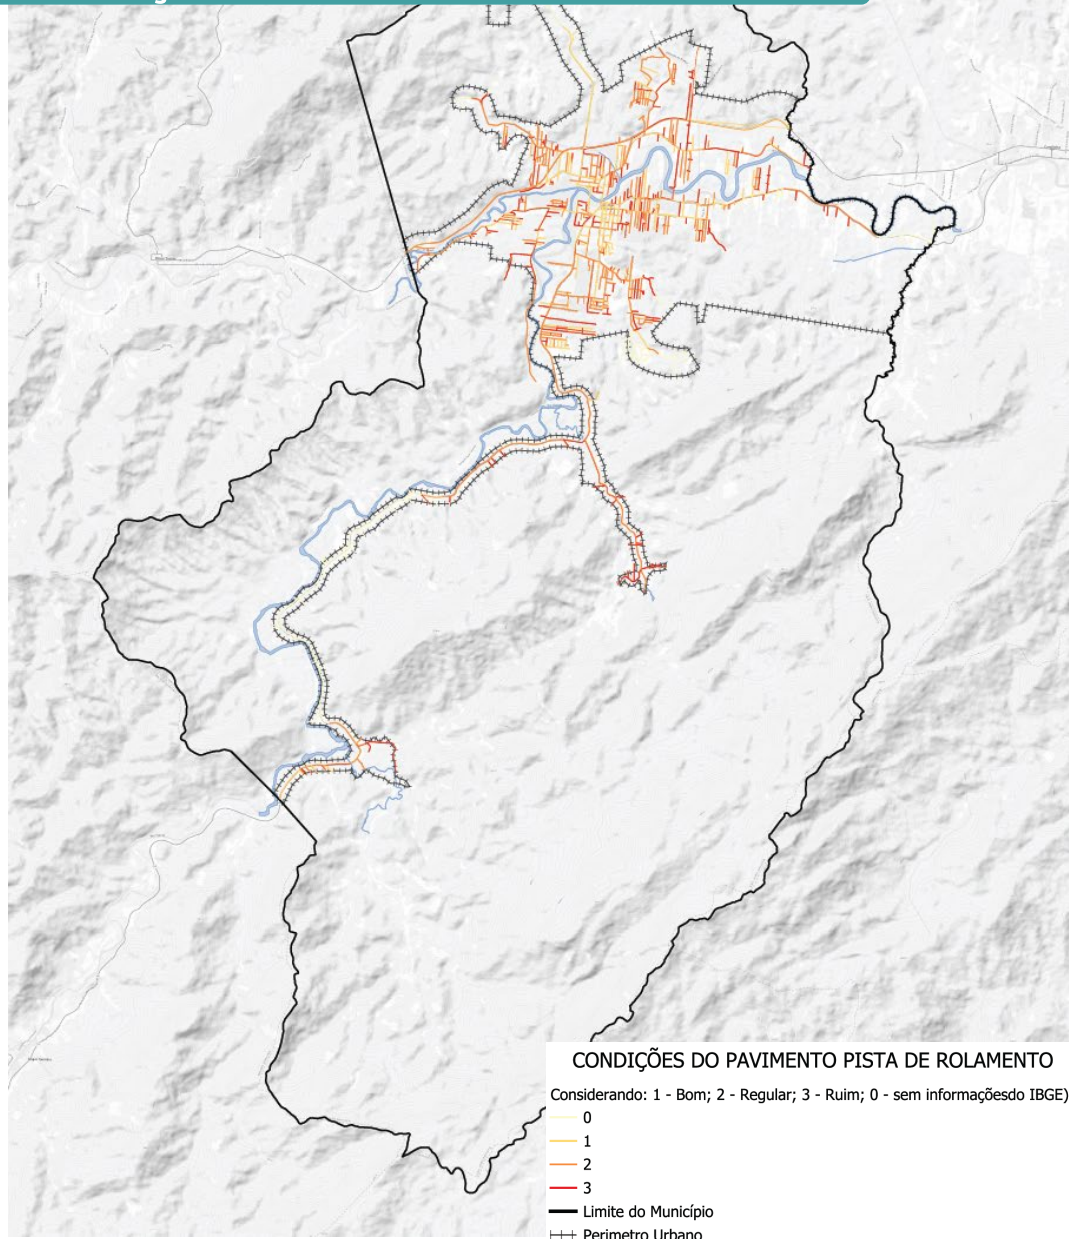 CONDIÇÕES DO PAVIMENTO PISTA DE ROLAMENTO
Considerando: 1 - Bom; 2 - Regular; 3 - Ruim; 0 - sem informaçõesdo IBGE)
0
1
2
3
Limite do Município
Perimetro Urbano